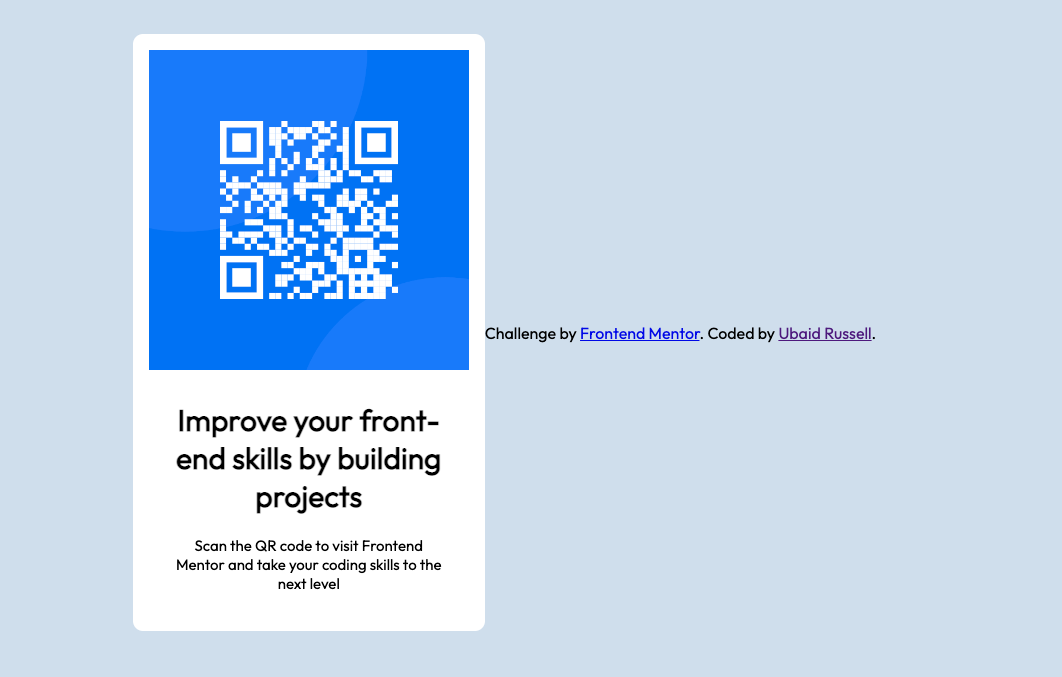 Improve your front-
end skills by building
projects
Scan the QR code to visit Frontend
Mentor and take your coding skills to the
next level
Challenge by Frontend Mentor. Coded by Ubaid Russell.